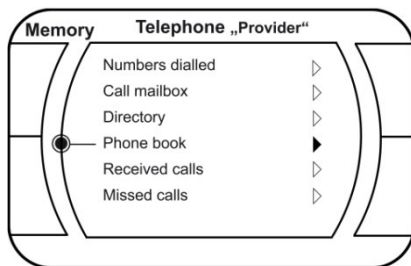 Memory Telephone „Provider“
Numbers dialled
Call mailbox
Directory
Phone book
Received calls
Missed calls